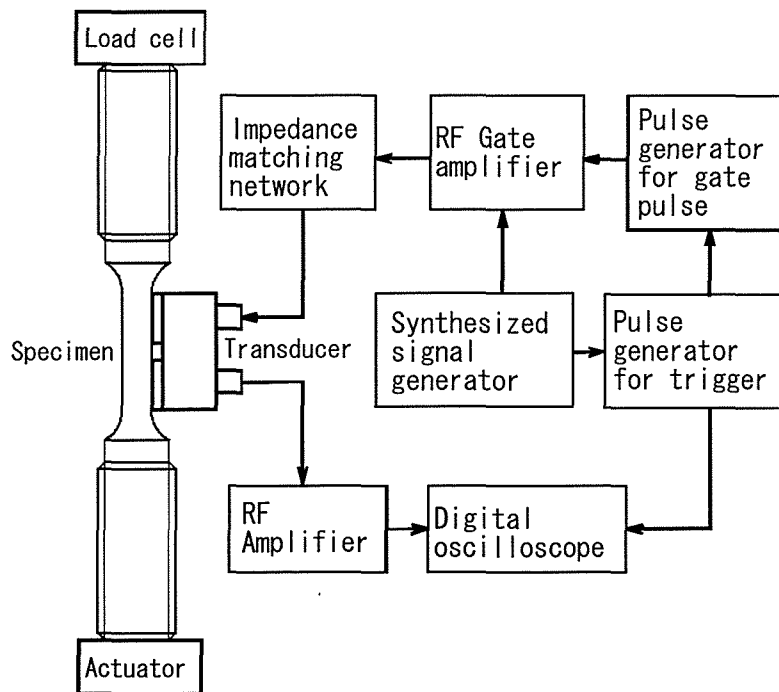 Load cell
Impedance
matching
network
RF Gate
amplifier
Pulse
generator
for gate
pulse
Specimen
Transducer
Synthesized
signal
generator
Pulse
generator
for trigger
RF
Amplifier
Digital
oscilloscope
Actuator